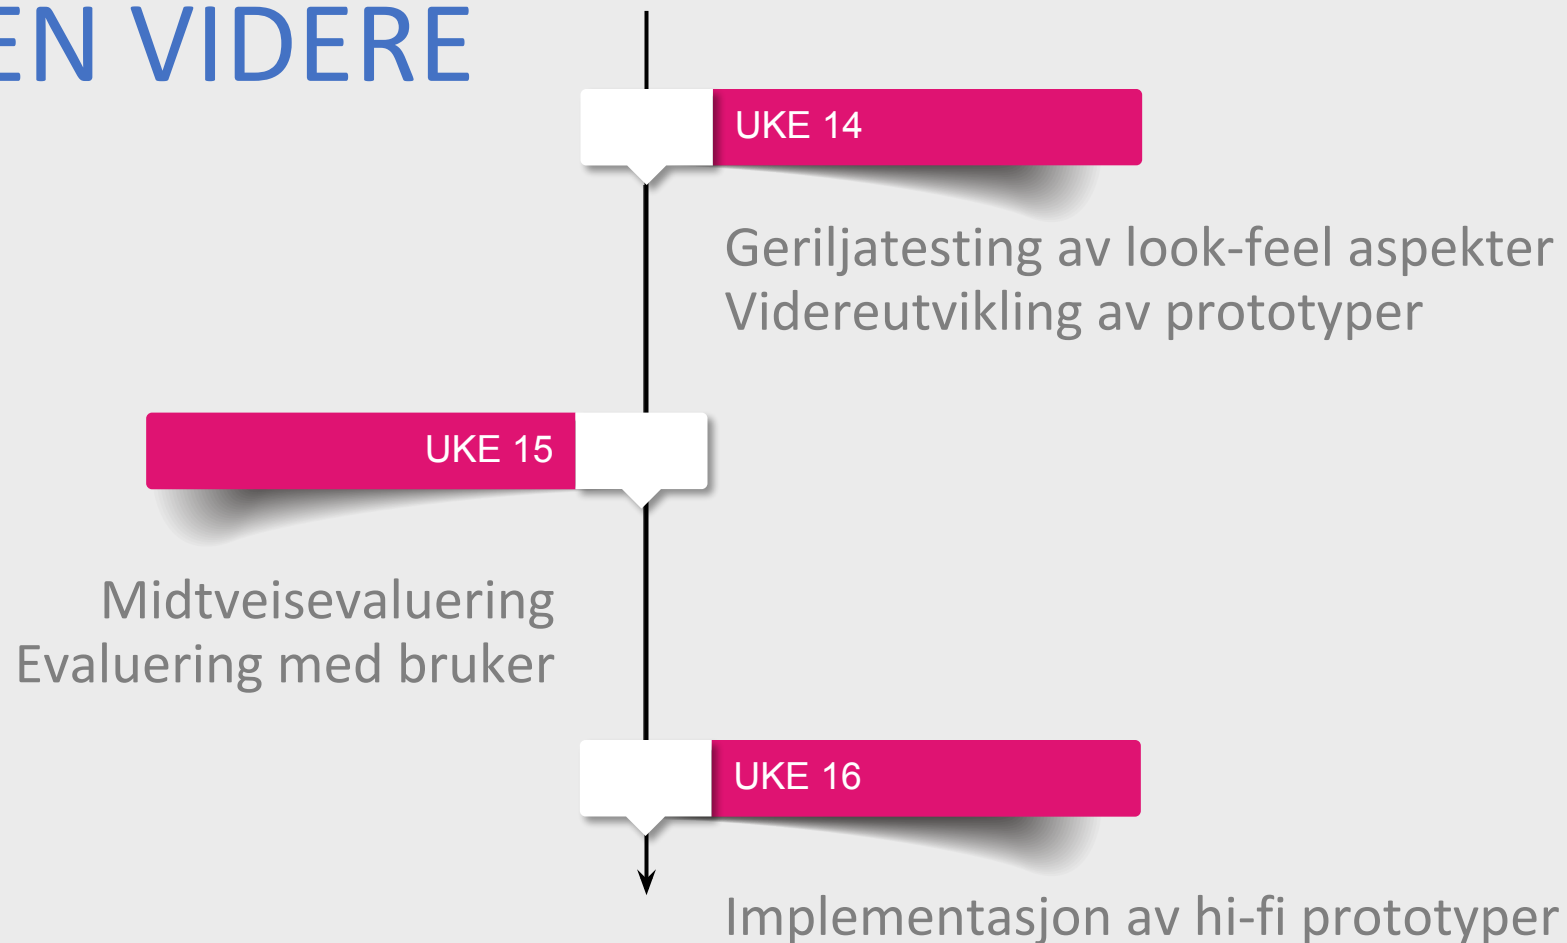 EN VIDERE
UKE 14
Geriljatesting av look-feel aspekter
Videreutvikling av prototyper
UKE 15
Midtveisevaluering
Evaluering med bruker
UKE 16
Implementasjon av hi-fi prototyper